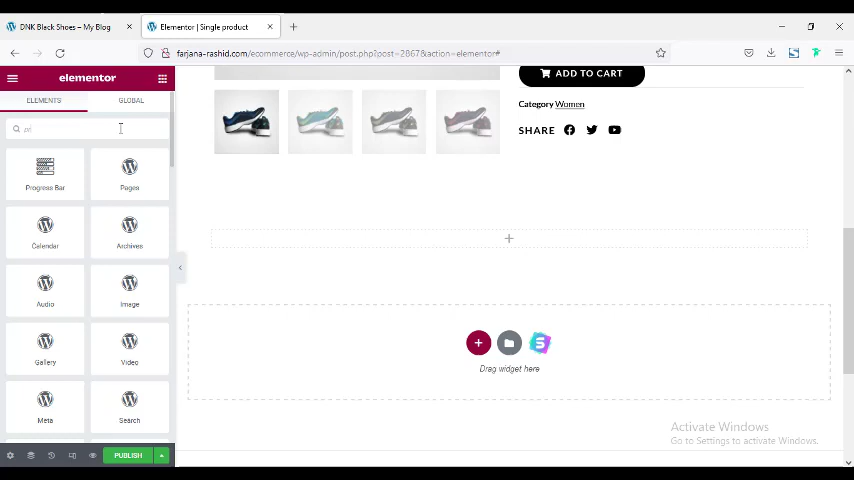 DNK Black Shoes – My Blog
Elementor | Single product
farjana-rashid.com/ecommerce/wp-admin/post.php?post=2867&action=elementor#
elementor
ELEMENTS
GLOBAL
Progress Bar
Pages
Calendar
Archives
Audio
Image
Gallery
Video
Meta
Search
PUBLISH
ADD TO CART
Category Women
SHARE
Drag widget here
Activate Windows
Go to Settings to activate Windows.